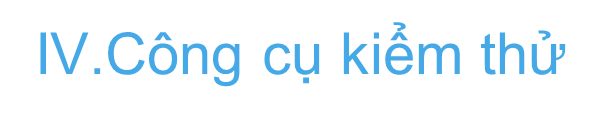 IV.Công cụ kiểm thử